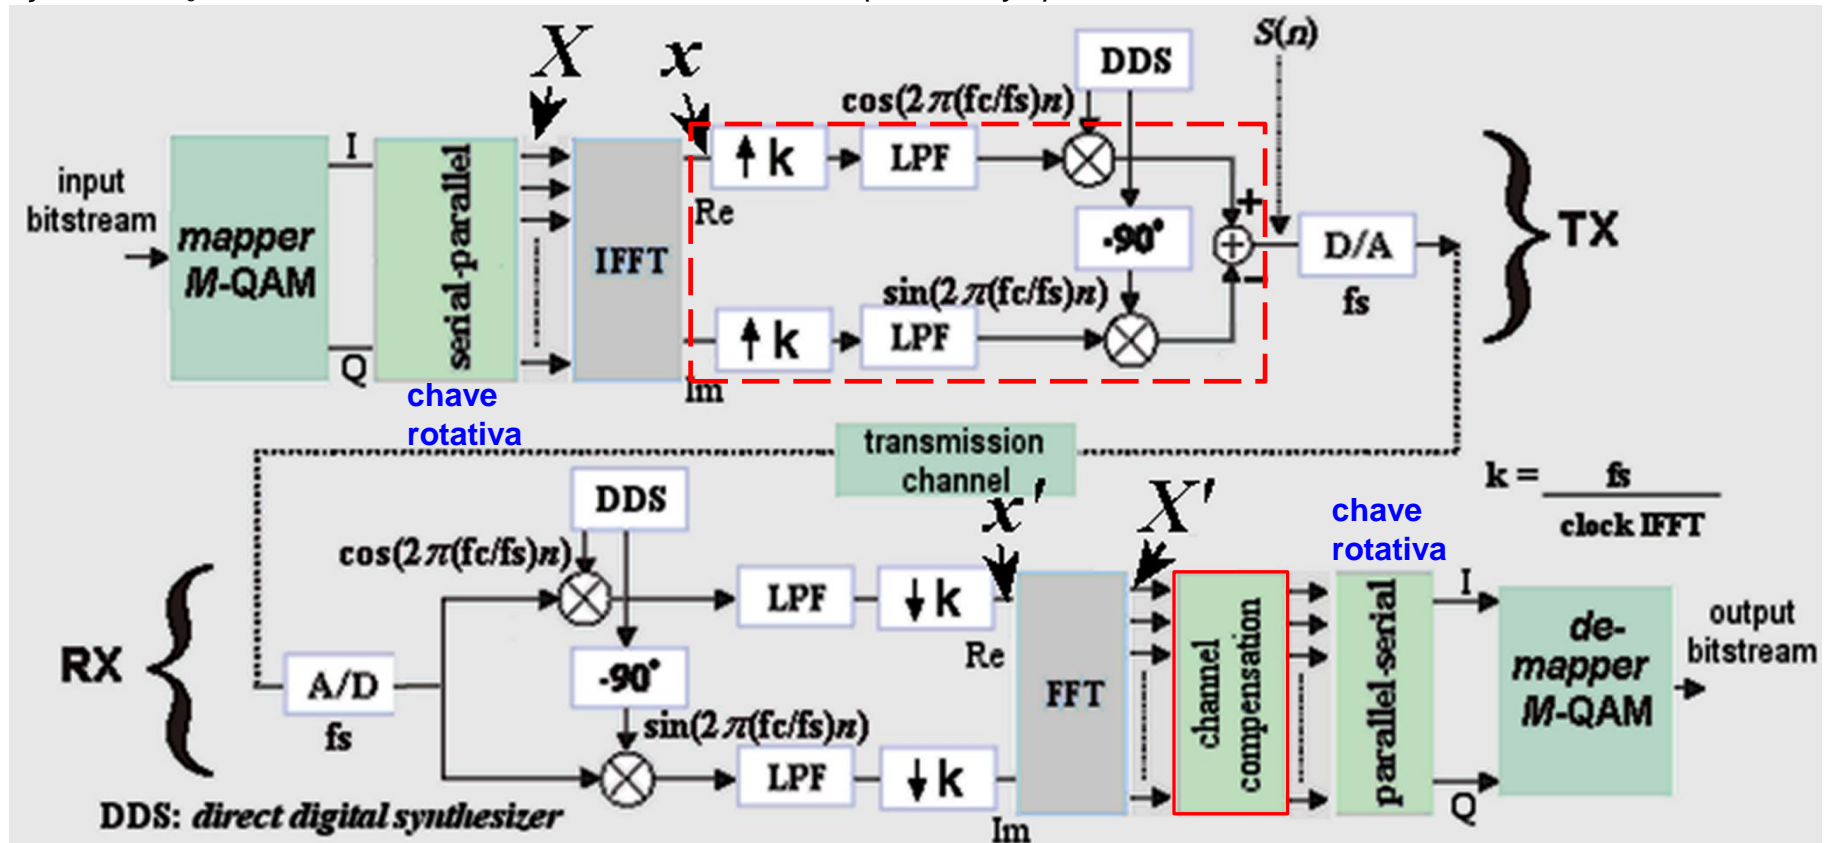 X
x
DDS
S(n)
cos(2π(fc/fs)n)
I
input
bitstream
mapper
M-QAM
serial-parallel
IFFT
↑ k
LPF
Re
-90°
+
+
-
D/A
fs
TX
sin(2π(fc/fs)n)
↑ k
LPF
Q
Im
chave
rotativa
transmission
channel
k = fs
clock IFFT
DDS
x'
X'
chave
rotativa
cos(2π(fc/fs)n)
LPF
↓ k
Re
I
RX
A/D
fs
-90°
FFT
channel
compensation
parallel-serial
de-
mapper
M-QAM
output
bitstream
sin(2π(fc/fs)n)
LPF
↓ k
Im
Q
DDS: direct digital synthesizer